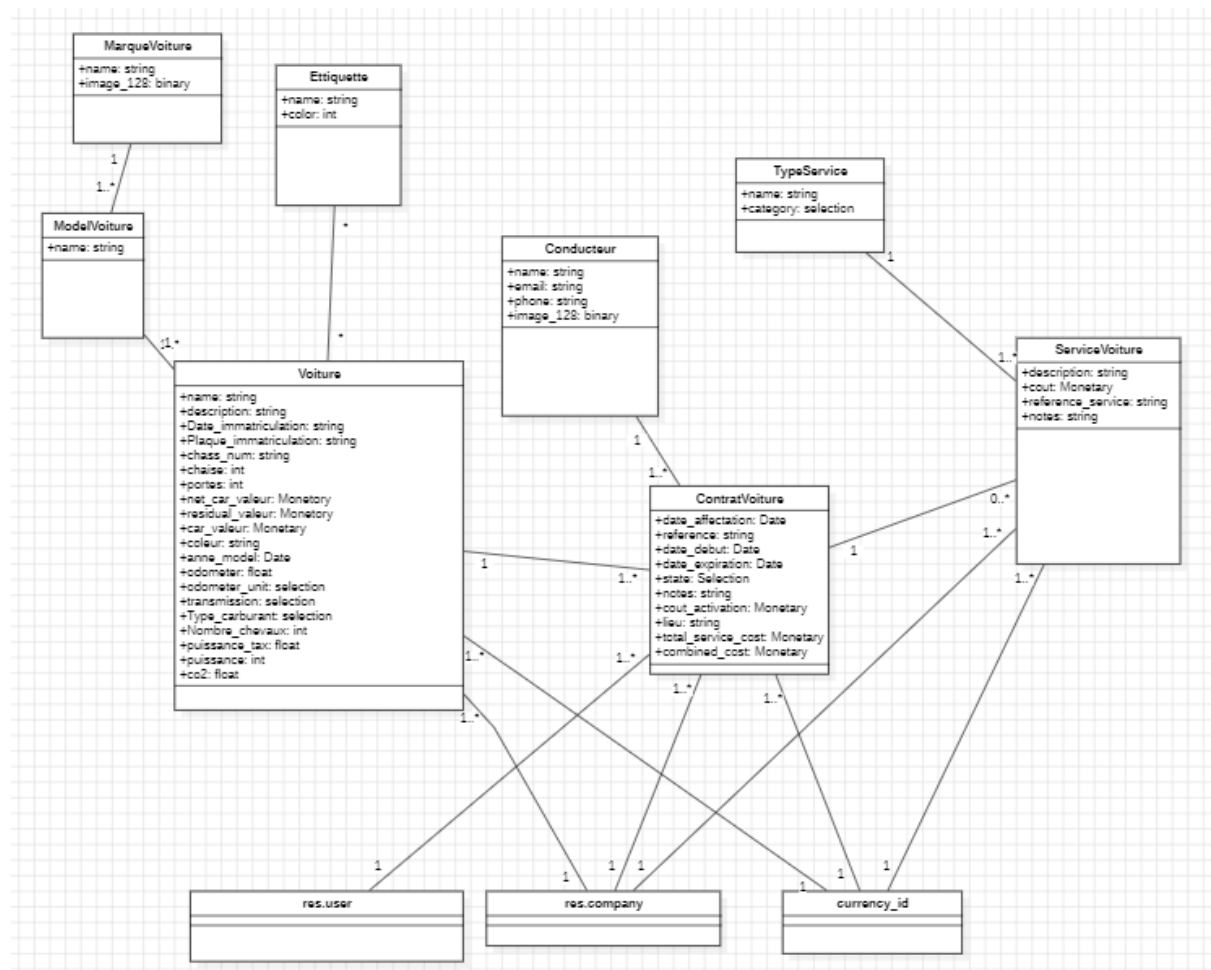 MarqueVoiture
+name: string
+image_128: binary
1
1..*
Ettiquette
+name: string
+color: int
*
*
ModelVoiture
+name: string
1..*
TypeService
+name: string
+category: selection
1
1..*
Conducteur
+name: string
+email: string
+phone: string
+image_128: binary
1
1..*
ServiceVoiture
+description: string
+cout: Monetary
+reference_service: string
+notes: string
0..*
1..*
1..*
Voiture
+name: string
+description: string
+Date_immatriculation: string
+Plaque_immatriculation: string
+chass_num: string
+chaise: int
+portes: int
+net_car_valeur: Monetory
+residual_valeur: Monetory
+car_valeur: Monetary
+coleur: string
+anne_model: Date
+odometer: float
+odometer_unit: selection
+transmission: selection
+Type_carburant: selection
+Nombre_chevaux: int
+puissance_tax: float
+puissance: int
+co2: float
1
1..*
1..*
1..*
ContratVoiture
+date_affectation: Date
+reference: string
+date_debut: Date
+date_expiration: Date
+state: Selection
+notes: string
+cout_activation: Monetary
+lieu: string
+total_service_cost: Monetary
+combined_cost: Monetary
1
1..*
1..*
1..*
1
1
1
1
1
1
1
res.user
res.company
currency_id